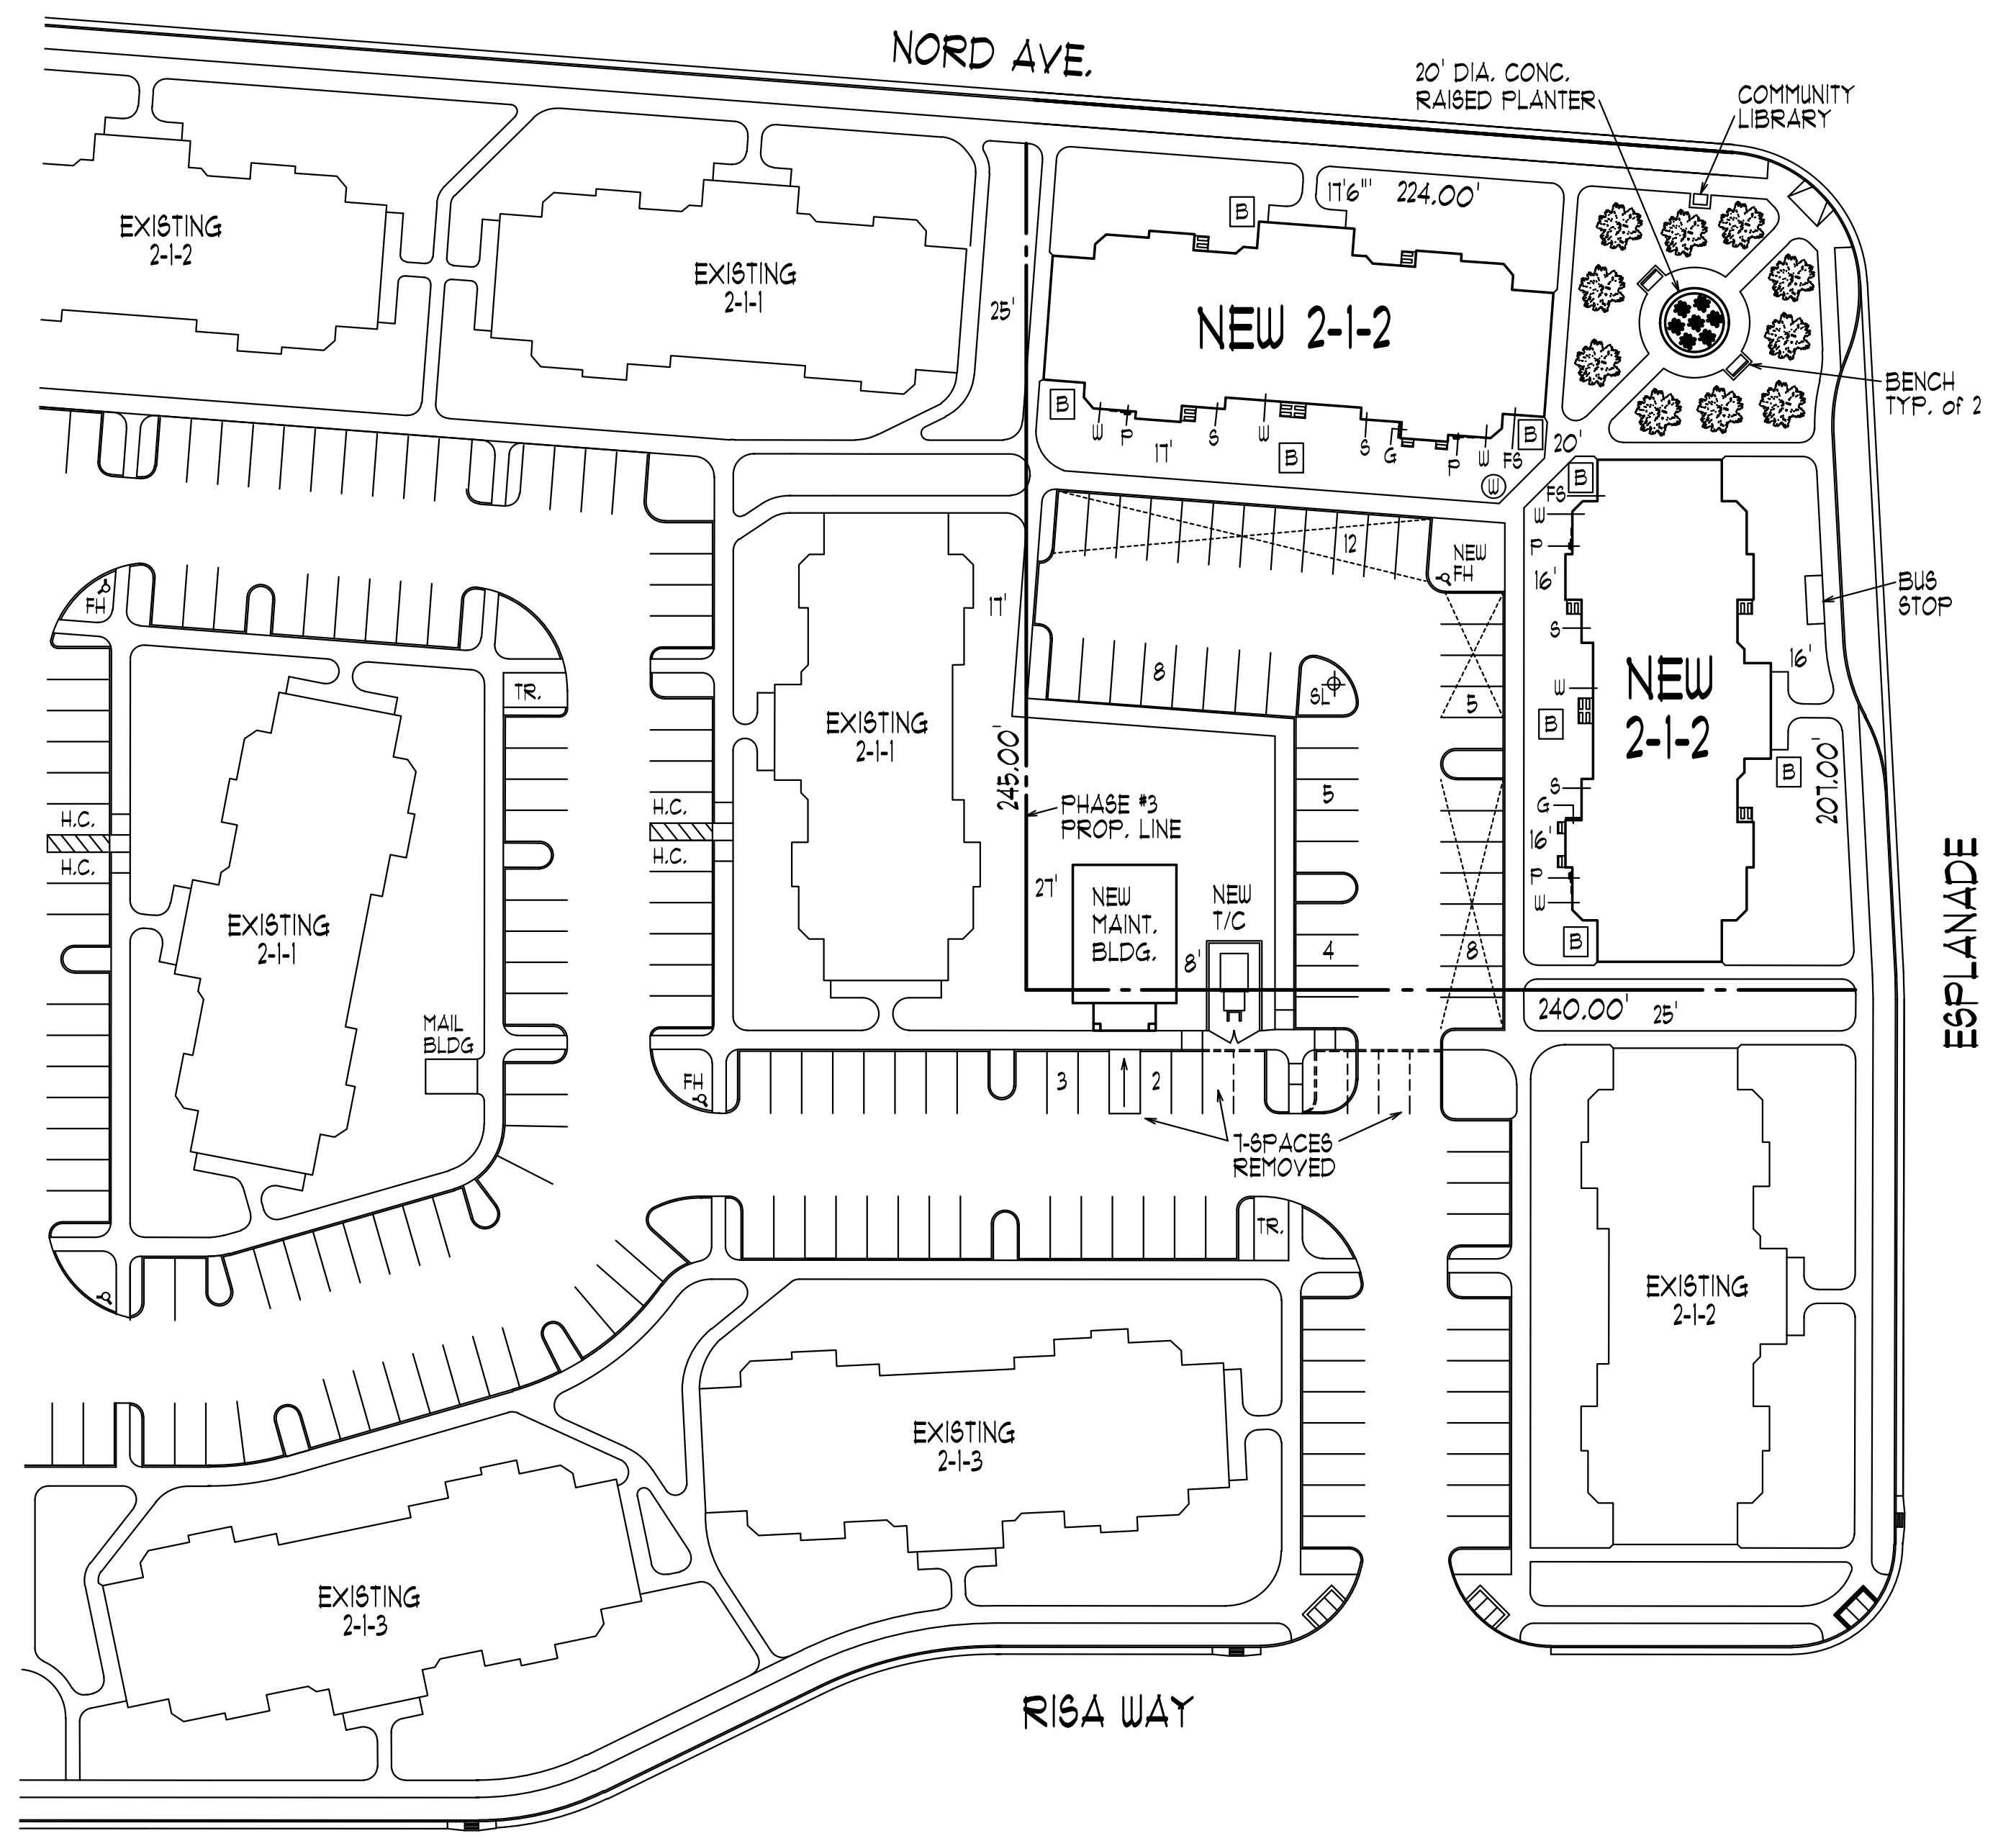 NORD AVE.
20' DIA. CONC.
RAISED PLANTER
COMMUNITY
LIBRARY
EXISTING
2-1-2
EXISTING
2-1-1
25'
B
17'6"'
224.00'
NEW 2-1-2
B
W
P
17'
S
W
B
S
G
P
W
FS
B
20'
W
BENCH
TYP. of 2
B
FS
W
P
16'
S
W
B
S
G
16'
P
W
B
NEW
2-1-2
16'
B
207.00'
BUS
STOP
ESPLANADE
12
NEW
FH
8
SL
5
5
4
8
FH
TR.
EXISTING
2-1-1
17'
245.00'
PHASE #3
PROP. LINE
H.C.
H.C.
H.C.
H.C.
27'
NEW
MAINT.
BLDG.
8'
NEW
T/C
EXISTING
2-1-1
MAIL
BLDG
240.00'
25'
FH
3
2
7-SPACES
REMOVED
TR.
EXISTING
2-1-2
EXISTING
2-1-3
EXISTING
2-1-3
RISA WAY